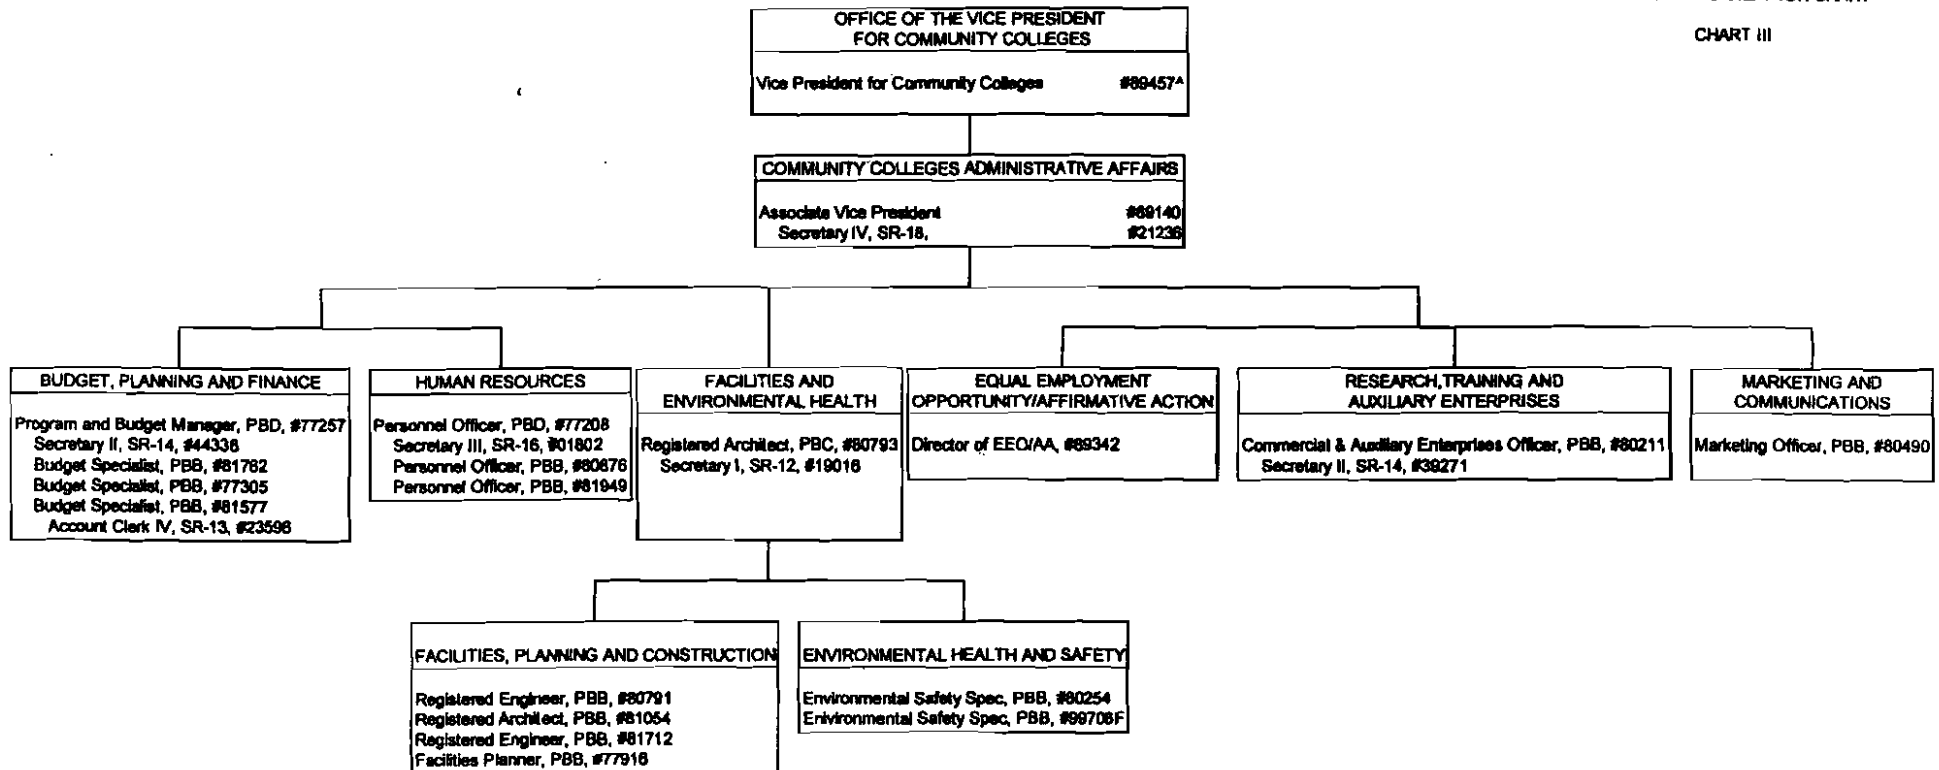 CHART III
OFFICE OF THE VICE PRESIDENT
FOR COMMUNITY COLLEGES
Vice President for Community Colleges #89457^
COMMUNITY COLLEGES ADMINISTRATIVE AFFAIRS
Associate Vice President #89140
Secretary IV, SR-18, #21236
BUDGET, PLANNING AND FINANCE
Program and Budget Manager, PBD, #77257
Secretary II, SR-14, #44336
Budget Specialist, PBB, #81782
Budget Specialist, PBB, #77305
Budget Specialist, PBB, #81577
Account Clerk IV, SR-13, #23596
HUMAN RESOURCES
Personnel Officer, PBD, #77208
Secretary III, SR-16, #01802
Personnel Officer, PBB, #80876
Personnel Officer, PBB, #81949
FACILITIES AND
ENVIRONMENTAL HEALTH
Registered Architect, PBC, #80793
Secretary I, SR-12, #19016
EQUAL EMPLOYMENT
OPPORTUNITY/AFFIRMATIVE ACTION
Director of EEO/AA, #89342
RESEARCH, TRAINING AND
AUXILIARY ENTERPRISES
Commercial & Auxiliary Enterprises Officer, PBB, #80211
Secretary II, SR-14, #39271
MARKETING AND
COMMUNICATIONS
Marketing Officer, PBB, #80490
FACILITIES, PLANNING AND CONSTRUCTION
Registered Engineer, PBB, #80791
Registered Architect, PBB, #81054
Registered Engineer, PBB, #81712
Facilities Planner, PBB, #77916
ENVIRONMENTAL HEALTH AND SAFETY
Environmental Safety Spec, PBB, #80254
Enivironmental Safety Spec, PBB, #99708F